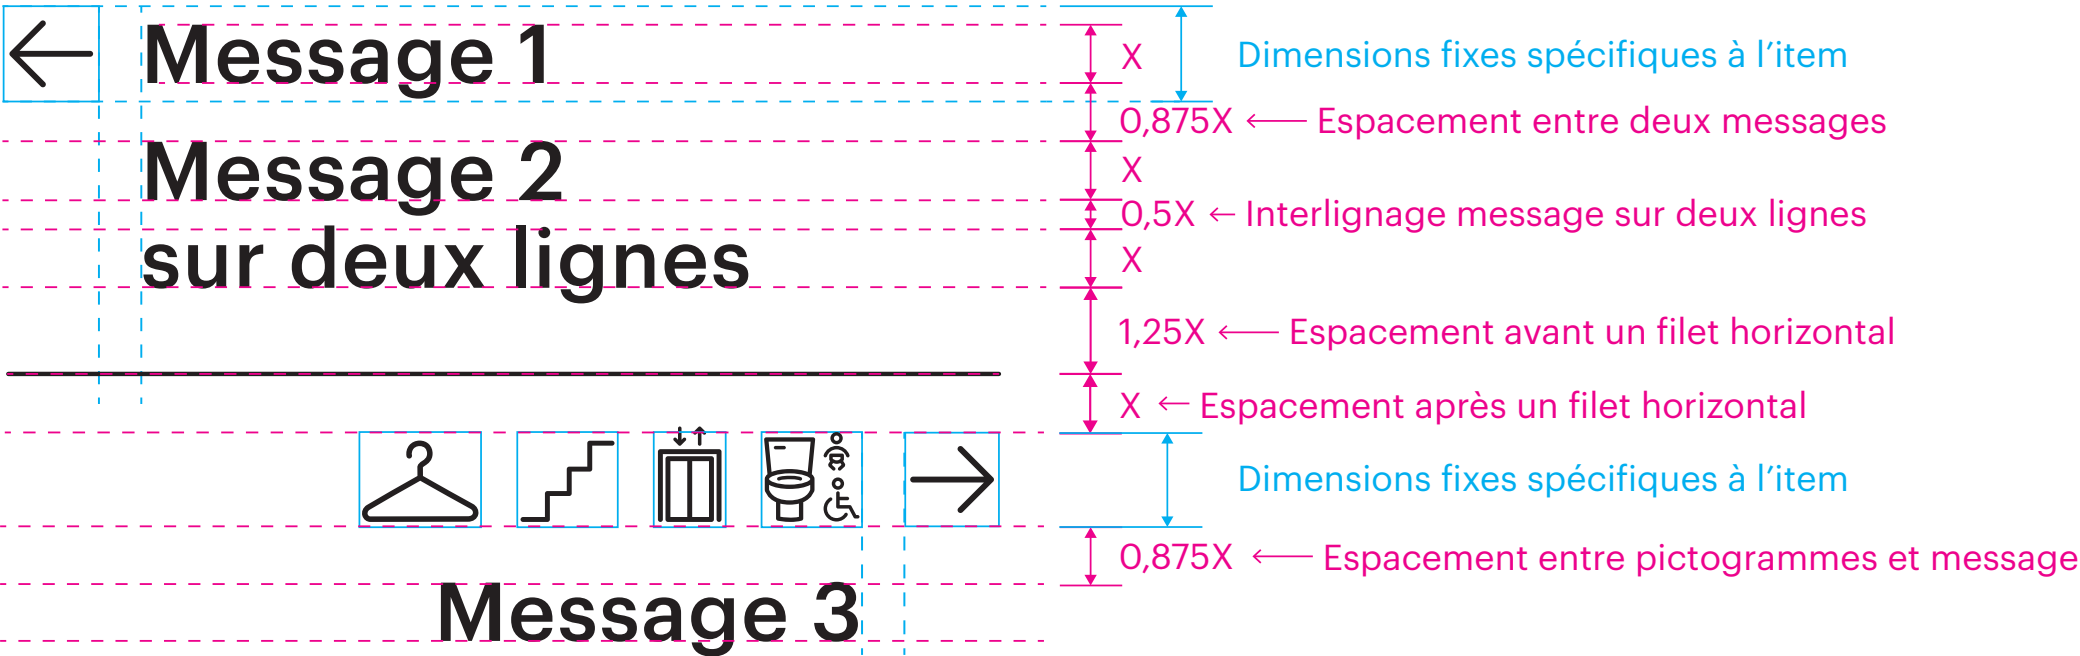 Message 1
X
Dimensions fixes spécifiques à l’item
0,875X ← Espacement entre deux messages
Message 2
X
0,5X ← Interlignage message sur deux lignes
sur deux lignes
X
1,25X ← Espacement avant un filet horizontal
X ← Espacement après un filet horizontal
Dimensions fixes spécifiques à l’item
0,875X ← Espacement entre pictogrammes et message
Message 3